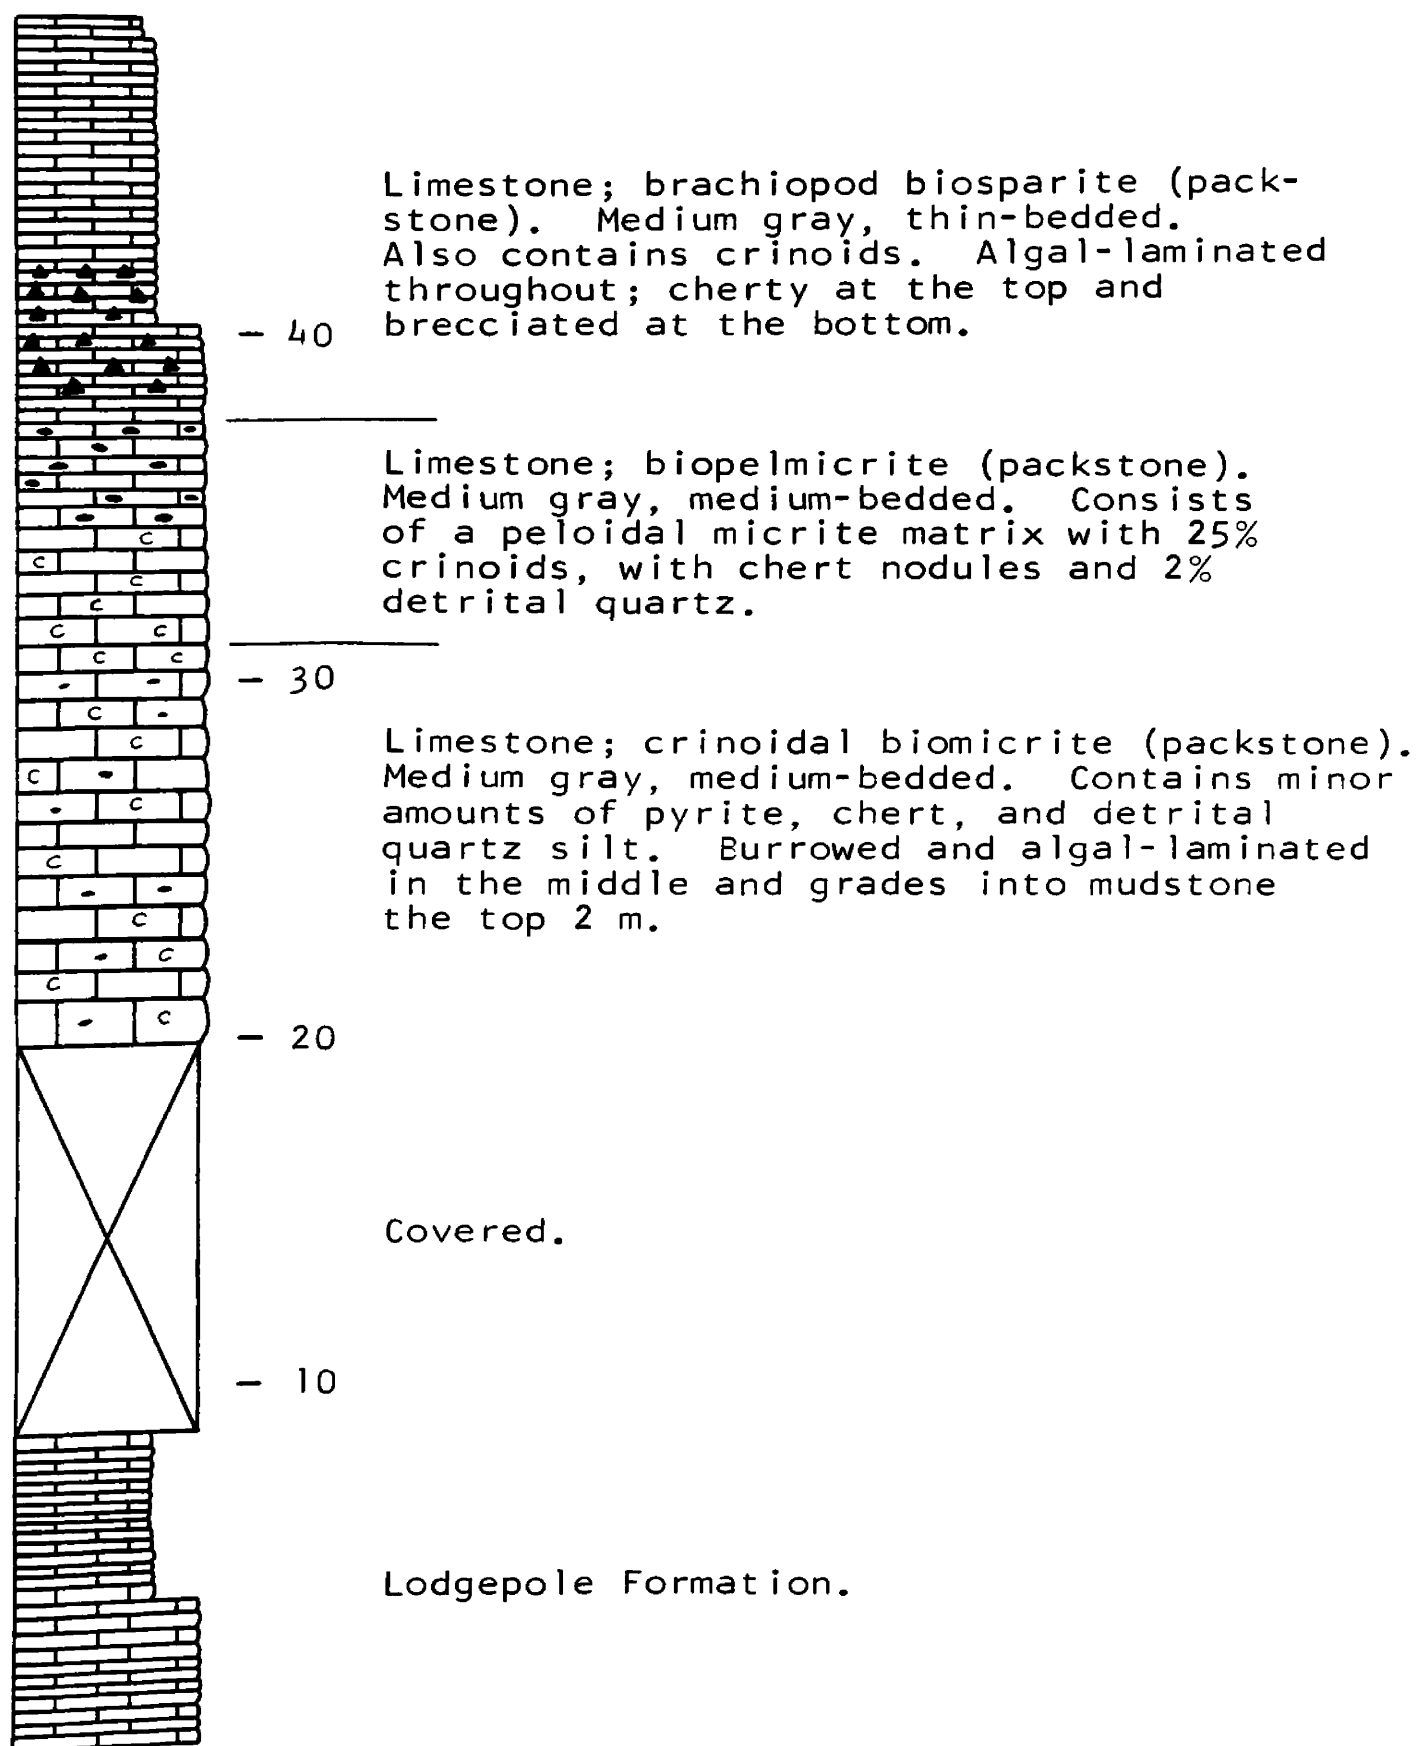 Limestone; brachiopod biosparite (pack-
stone). Medium gray, thin-bedded.
Also contains crinoids. Algal-laminated
throughout; cherty at the top and
brecciated at the bottom.
— 40
Limestone; biopelmicrite (packstone).
Medium gray, medium-bedded. Consists
of a peloidal micrite matrix with 25%
crinoids, with chert nodules and 2%
detrital quartz.
— 30
Limestone; crinoidal biomicrite (packstone).
Medium gray, medium-bedded. Contains minor
amounts of pyrite, chert, and detrital
quartz silt. Burrowed and algal-laminated
in the middle and grades into mudstone
the top 2 m.
— 20
Covered.
— 10
Lodgepole Formation.